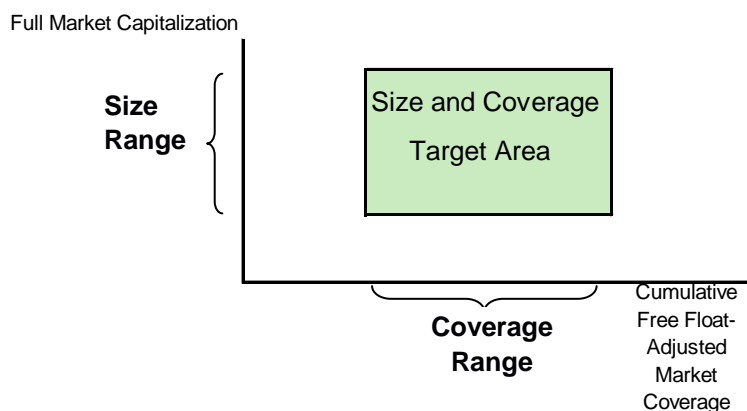 Full Market Capitalization
Size
Range
Size and Coverage
Target Area
Coverage
Range
Cumulative
Free Float-
Adjusted
Market
Coverage